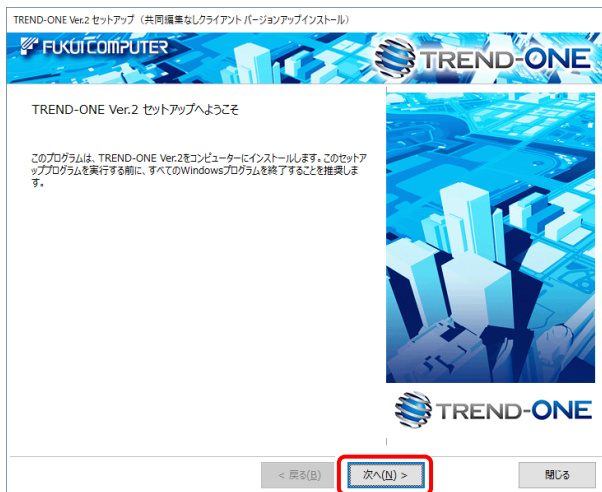 TREND-ONE Ver.2 セットアップ（共同編集なしクライアント バージョンアップインストール）
FUKUI COMPUTER
TREND-ONE
TREND-ONE Ver.2 セットアップへようこそ
このプログラムは、TREND-ONE Ver.2をコンピューターにインストールします。このセットア
ッププログラムを実行する前に、すべてのWindowsプログラムを終了することを推奨しま
す。
TREND-ONE
< 戻る(B)
次へ(N) >
閉じる